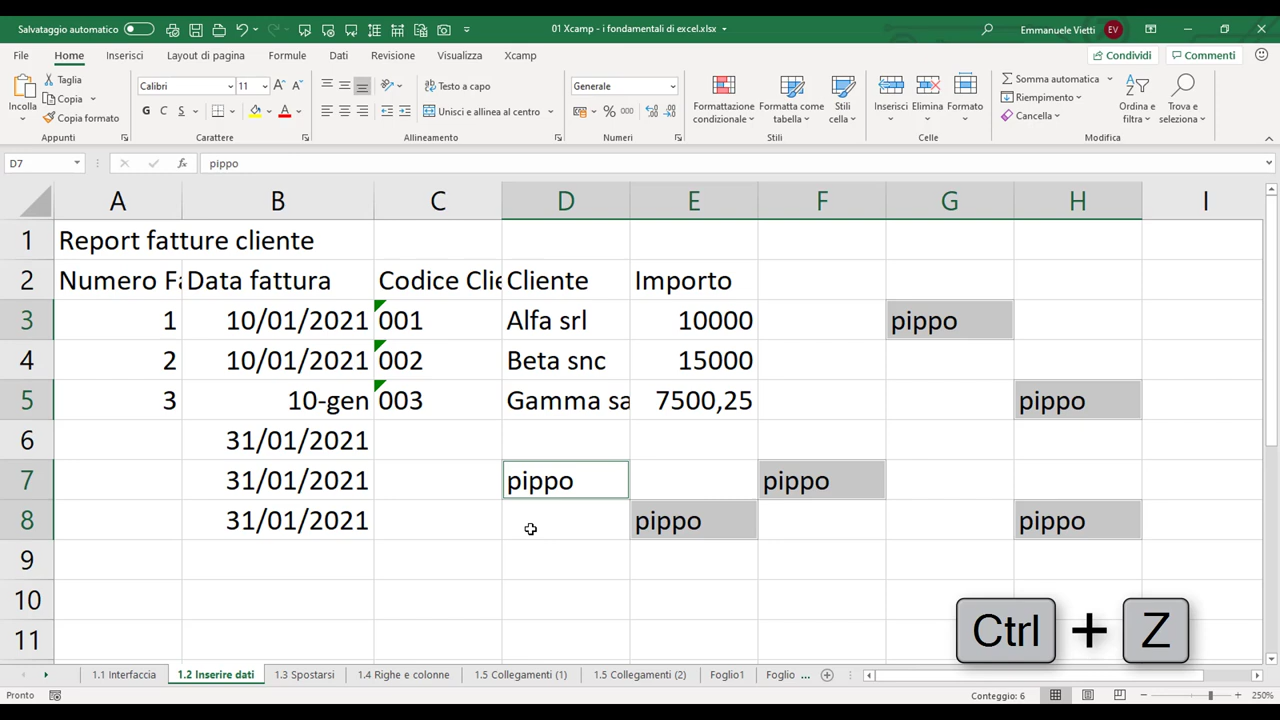 Salvataggio automatico
01 Xcamp - i fondamentali di excel.xlsx
Emmanuele Vietti EV
File Home Inserisci Layout di pagina Formule Dati Revisione Visualizza Xcamp Condividi Commenti
Incolla Taglia Copia Copia formato Appunti
Calibri 11 G C S A Carattere
Testo a capo Unisci e allinea al centro Allineamento
Generale % 000 Numeri
Formattazione condizionale Formatta come tabella Stili cella Stili
Inserisci Elimina Formato Celle
Somma automatica Riempimento Cancella Ordina e filtra Trova e seleziona Modifica
D7 fx pippo
A B C D E F G H I
1 Report fatture cliente
2 Numero Fa Data fattura Codice Clie Cliente Importo
3 1 10/01/2021 001 Alfa srl 10000 pippo
4 2 10/01/2021 002 Beta snc 15000
5 3 10-gen 003 Gamma sa 7500,25 pippo
6 31/01/2021
7 31/01/2021 pippo pippo
8 31/01/2021 pippo pippo
9
10
11
Ctrl + Z
1.1 Interfaccia 1.2 Inserire dati 1.3 Spostarsi 1.4 Righe e colonne 1.5 Collegamenti (1) 1.5 Collegamenti (2) Foglio1 Foglio ...
Pronto Conteggio: 6 250%